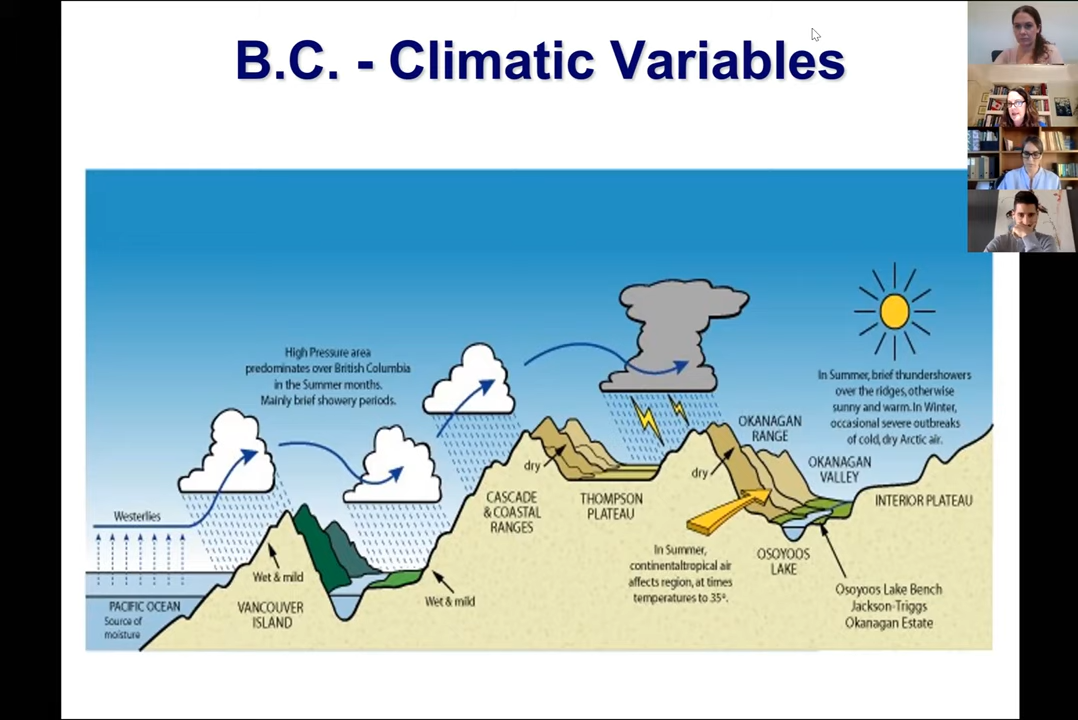 B.C. - Climatic Variables
High Pressure area
predominates over British Columbia
in the Summer months.
Mainly brief showery periods.
In Summer, brief thundershowers
over the ridges, otherwise
sunny and warm. In Winter,
occasional severe outbreaks
of cold, dry Arctic air.
OKANAGAN
RANGE
OKANAGAN
VALLEY
dry
dry
CASCADE
& COASTAL
RANGES
THOMPSON
PLATEAU
INTERIOR PLATEAU
Westerlies
In Summer,
continentaltropical air
affects region, at times
temperatures to 35°.
OSOYOOS
LAKE
Wet & mild
Wet & mild
PACIFIC OCEAN
Source of
moisture
VANCOUVER
ISLAND
Osoyoos Lake Bench
Jackson-Triggs
Okanagan Estate